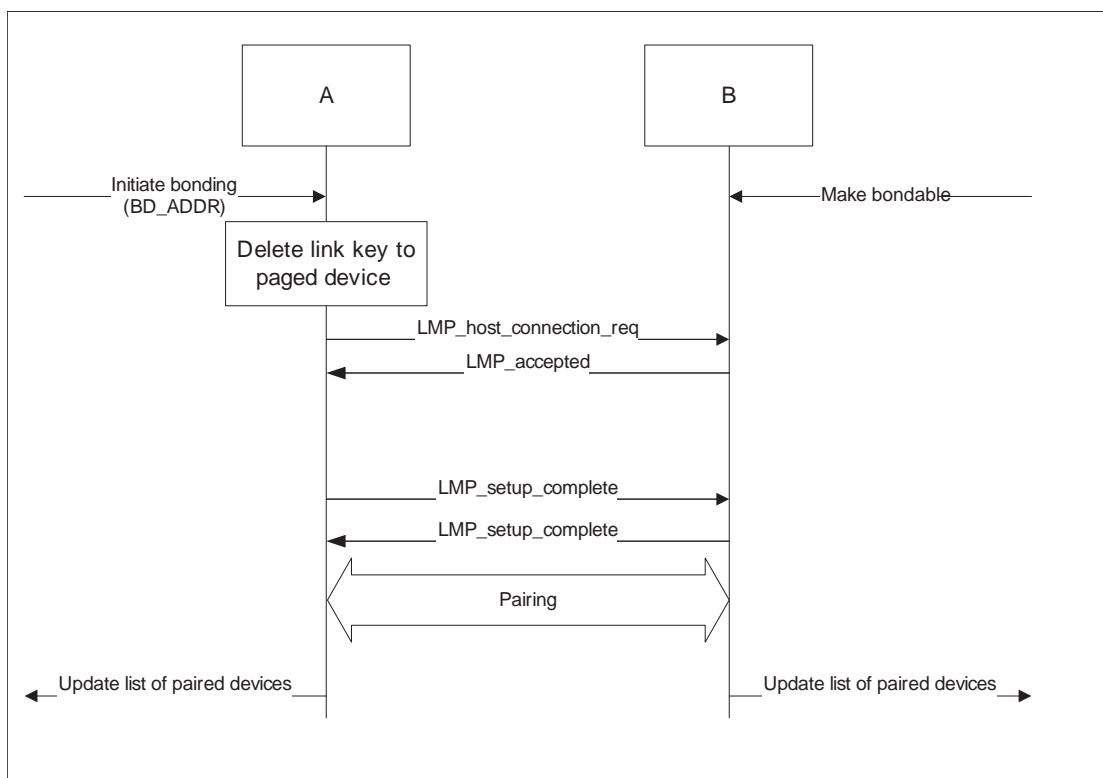 A
B
Initiate bonding
(BD_ADDR)
Make bondable
Delete link key to
paged device
LMP_host_connection_req
LMP_accepted
LMP_setup_complete
LMP_setup_complete
Pairing
Update list of paired devices
Update list of paired devices